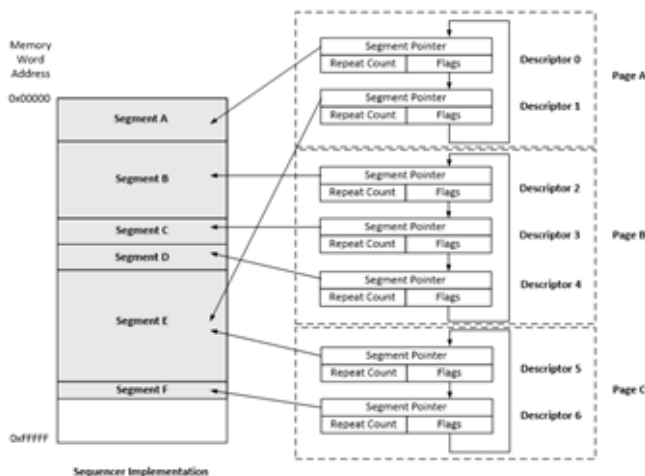 Memory
Word
Address
0x00000
Segment A
Segment B
Segment C
Segment D
Segment E
Segment F
0xFFFFF
Sequencer Implementation
Segment Pointer
Repeat Count Flags
Descriptor 0
Segment Pointer
Repeat Count Flags
Descriptor 1
Page A
Segment Pointer
Repeat Count Flags
Descriptor 2
Segment Pointer
Repeat Count Flags
Descriptor 3
Segment Pointer
Repeat Count Flags
Descriptor 4
Page B
Segment Pointer
Repeat Count Flags
Descriptor 5
Segment Pointer
Repeat Count Flags
Descriptor 6
Page C